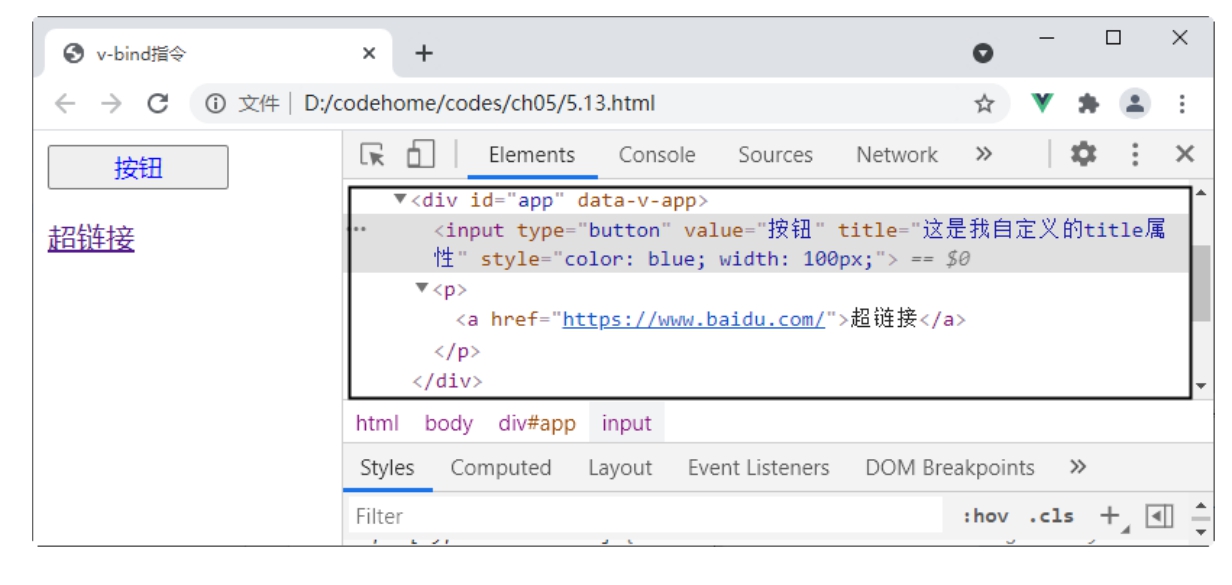 v-bind指令
文件 D:/codehome/codes/ch05/5.13.html
按钮
超链接
Elements Console Sources Network »
<div id="app" data-v-app>
<input type="button" value="按钮" title="这是我自定义的title属
性" style="color: blue; width: 100px;"> == $0
<p>
<a href="https://www.baidu.com/">超链接</a>
</p>
</div>
html body div#app input
Styles Computed Layout Event Listeners DOM Breakpoints »
Filter :hov .cls +